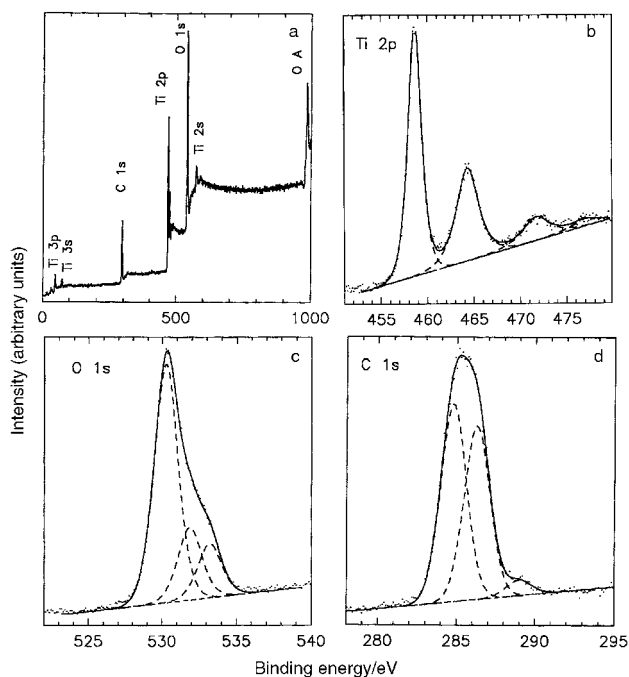 a
O 1s
O A
Ti 2p
Ti 2s
C 1s
Ti 3p
Ti 3s
0
500
1000
b
Ti 2p
455 460 465 470 475
c
O 1s
525 530 535 540
d
C 1s
280 285 290 295
Intensity (arbitrary units)
Binding energy/eV